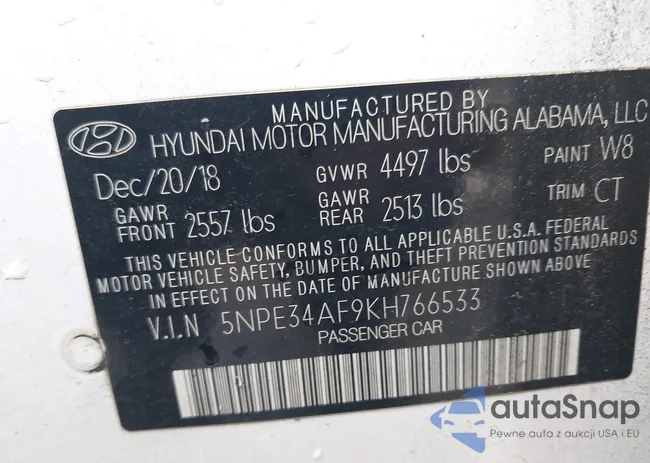 MANUFACTURED BY
HYUNDAI MOTOR MANUFACTURING ALABAMA, LLC
Dec/20/18 GVWR 4497 lbs PAINT W8
GAWR FRONT 2557 lbs GAWR REAR 2513 lbs TRIM CT
THIS VEHICLE CONFORMS TO ALL APPLICABLE U.S.A. FEDERAL
MOTOR VEHICLE SAFETY, BUMPER, AND THEFT PREVENTION STANDARDS
IN EFFECT ON THE DATE OF MANUFACTURE SHOWN ABOVE
V.I.N 5NPE34AF9KH766533
PASSENGER CAR
autaSnap
Pewne auta z aukcji USA i EU